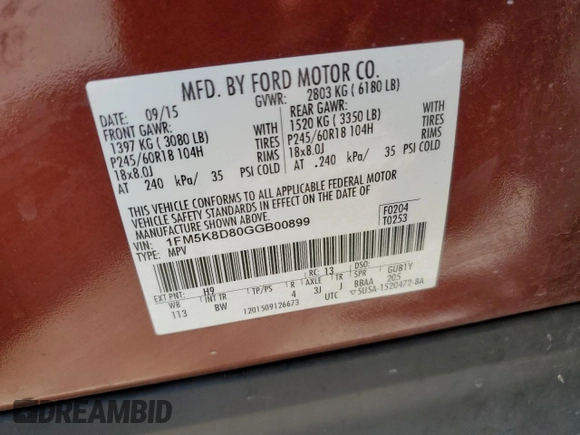 MFD. BY FORD MOTOR CO.
DATE: 09/15 GVWR: 2803 KG ( 6180 LB)
FRONT GAWR: REAR GAWR:
1397 KG ( 3080 LB) WITH 1520 KG ( 3350 LB) WITH
P245/60R18 104H TIRES P245/60R18 104H TIRES
18x8.0J RIMS 18x8.0J RIMS
AT 240 kPa/ 35 PSI COLD AT .240 kPa/ 35 PSI COLD
THIS VEHICLE CONFORMS TO ALL APPLICABLE FEDERAL MOTOR
VEHICLE SAFETY STANDARDS IN EFFECT ON THE DATE OF
MANUFACTURE SHOWN ABOVE.
VIN: 1FM5K8D80GGB00899 F0204
TYPE: MPV T0253
EXT PNT: H9 RC: 13 GUBTY
WB INT TR TP/PS R AXLE TR SPR BBAA 205
113 BW 4 3J J
1201509126673 UTC 5USA-1520472-BA
DREAMBID